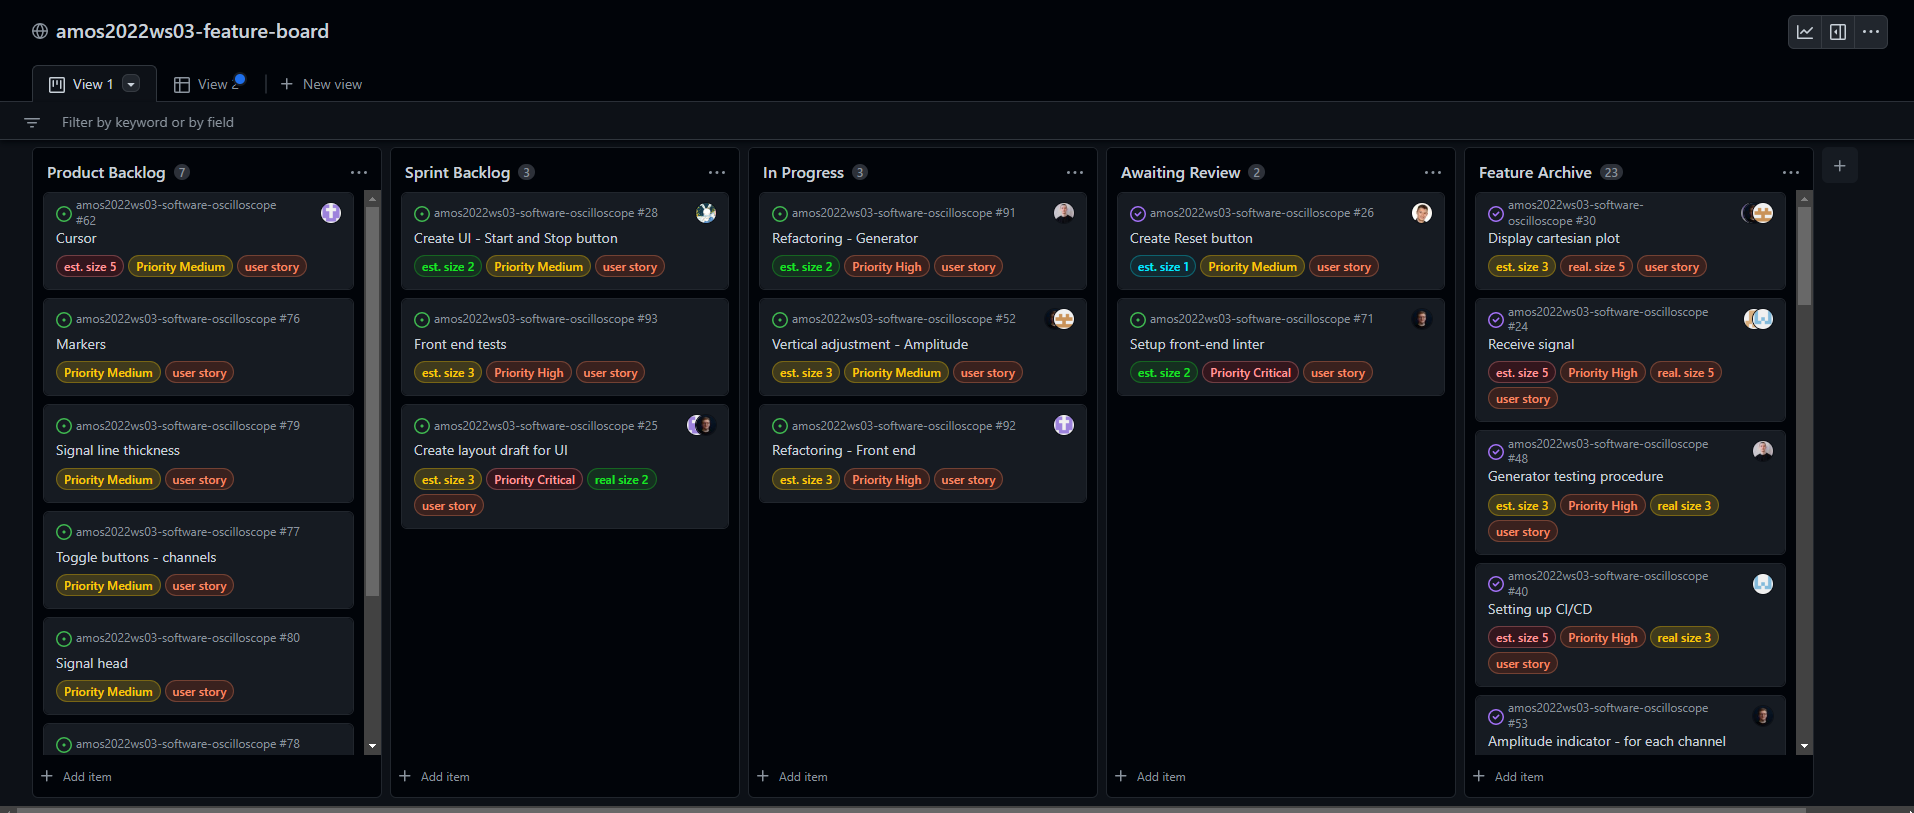 amos2022ws03-feature-board
View 1
View 2
New view
Filter by keyword or by field
Product Backlog 7
amos2022ws03-software-oscilloscope
#62
Cursor
est. size 5 Priority Medium user story
amos2022ws03-software-oscilloscope #76
Markers
Priority Medium user story
amos2022ws03-software-oscilloscope #79
Signal line thickness
Priority Medium user story
amos2022ws03-software-oscilloscope #77
Toggle buttons - channels
Priority Medium user story
amos2022ws03-software-oscilloscope #80
Signal head
Priority Medium user story
amos2022ws03-software-oscilloscope #78
Add item
Sprint Backlog 3
amos2022ws03-software-oscilloscope #28
Create UI - Start and Stop button
est. size 2 Priority Medium user story
amos2022ws03-software-oscilloscope #93
Front end tests
est. size 3 Priority High user story
amos2022ws03-software-oscilloscope #25
Create layout draft for UI
est. size 3 Priority Critical real size 2
user story
Add item
In Progress 3
amos2022ws03-software-oscilloscope #91
Refactoring - Generator
est. size 2 Priority High user story
amos2022ws03-software-oscilloscope #52
Vertical adjustment - Amplitude
est. size 3 Priority Medium user story
amos2022ws03-software-oscilloscope #92
Refactoring - Front end
est. size 3 Priority High user story
Add item
Awaiting Review 2
amos2022ws03-software-oscilloscope #26
Create Reset button
est. size 1 Priority Medium user story
amos2022ws03-software-oscilloscope #71
Setup front-end linter
est. size 2 Priority Critical user story
Add item
Feature Archive 23
amos2022ws03-software-
oscilloscope #30
Display cartesian plot
est. size 3 real. size 5 user story
amos2022ws03-software-oscilloscope
#24
Receive signal
est. size 5 Priority High real. size 5
user story
amos2022ws03-software-oscilloscope
#48
Generator testing procedure
est. size 3 Priority High real size 3
user story
amos2022ws03-software-oscilloscope
#40
Setting up CI/CD
est. size 5 Priority High real size 3
user story
amos2022ws03-software-oscilloscope
#53
Amplitude indicator - for each channel
Add item